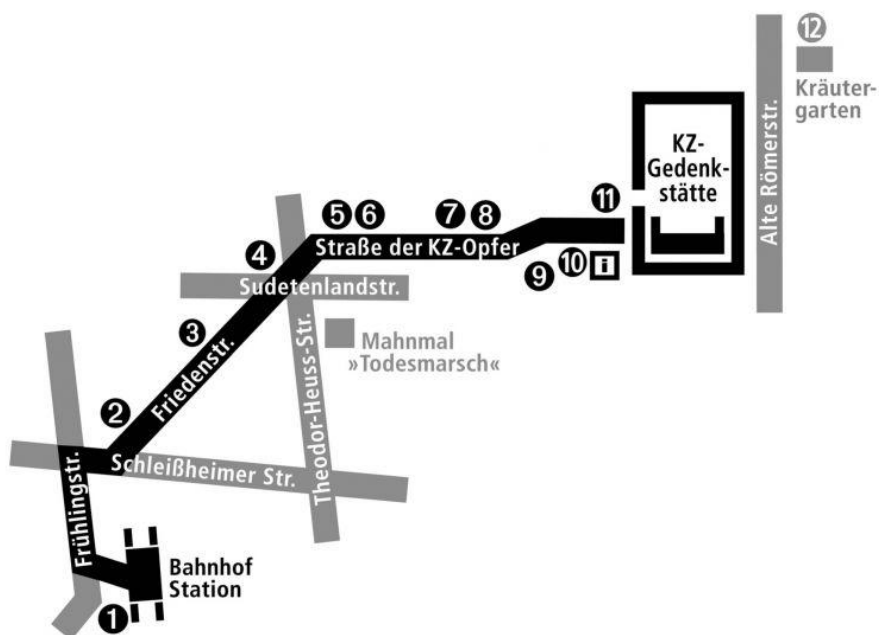 12
Kräuter-
garten
Alte Römerstr.
KZ-
Gedenk-
stätte
11
5 6 7 8
Straße der KZ-Opfer
4
9 10 i
Sudetenlandstr.
3
Mahnmal
»Todesmarsch«
Friedenstr.
Theodor-Heuss-Str.
2
Schleißheimer Str.
Frühlingstr.
Bahnhof
Station
1